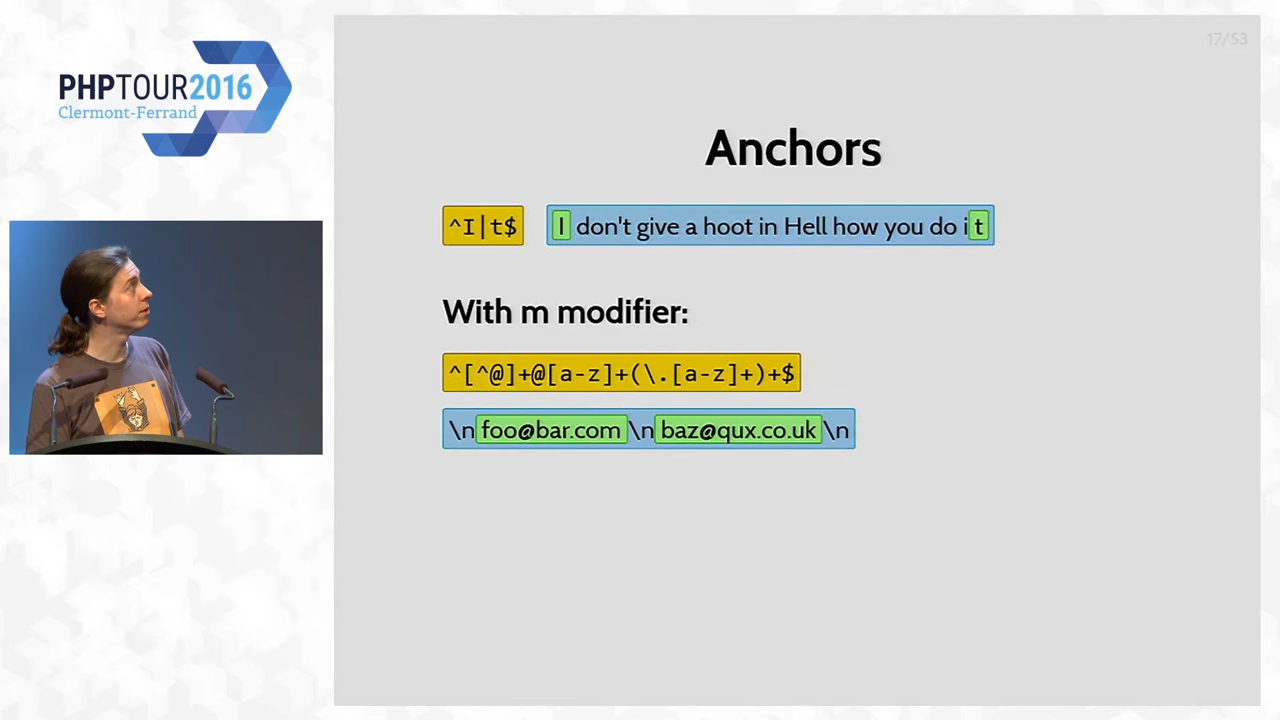 PHPTOUR2016
Clermont-Ferrand
17/53
Anchors
^I|t$ I don't give a hoot in Hell how you do it
With m modifier:
^[^@]+@[a-z]+(\.[a-z]+)+$
\nfoo@bar.com\nbaz@qux.co.uk\n